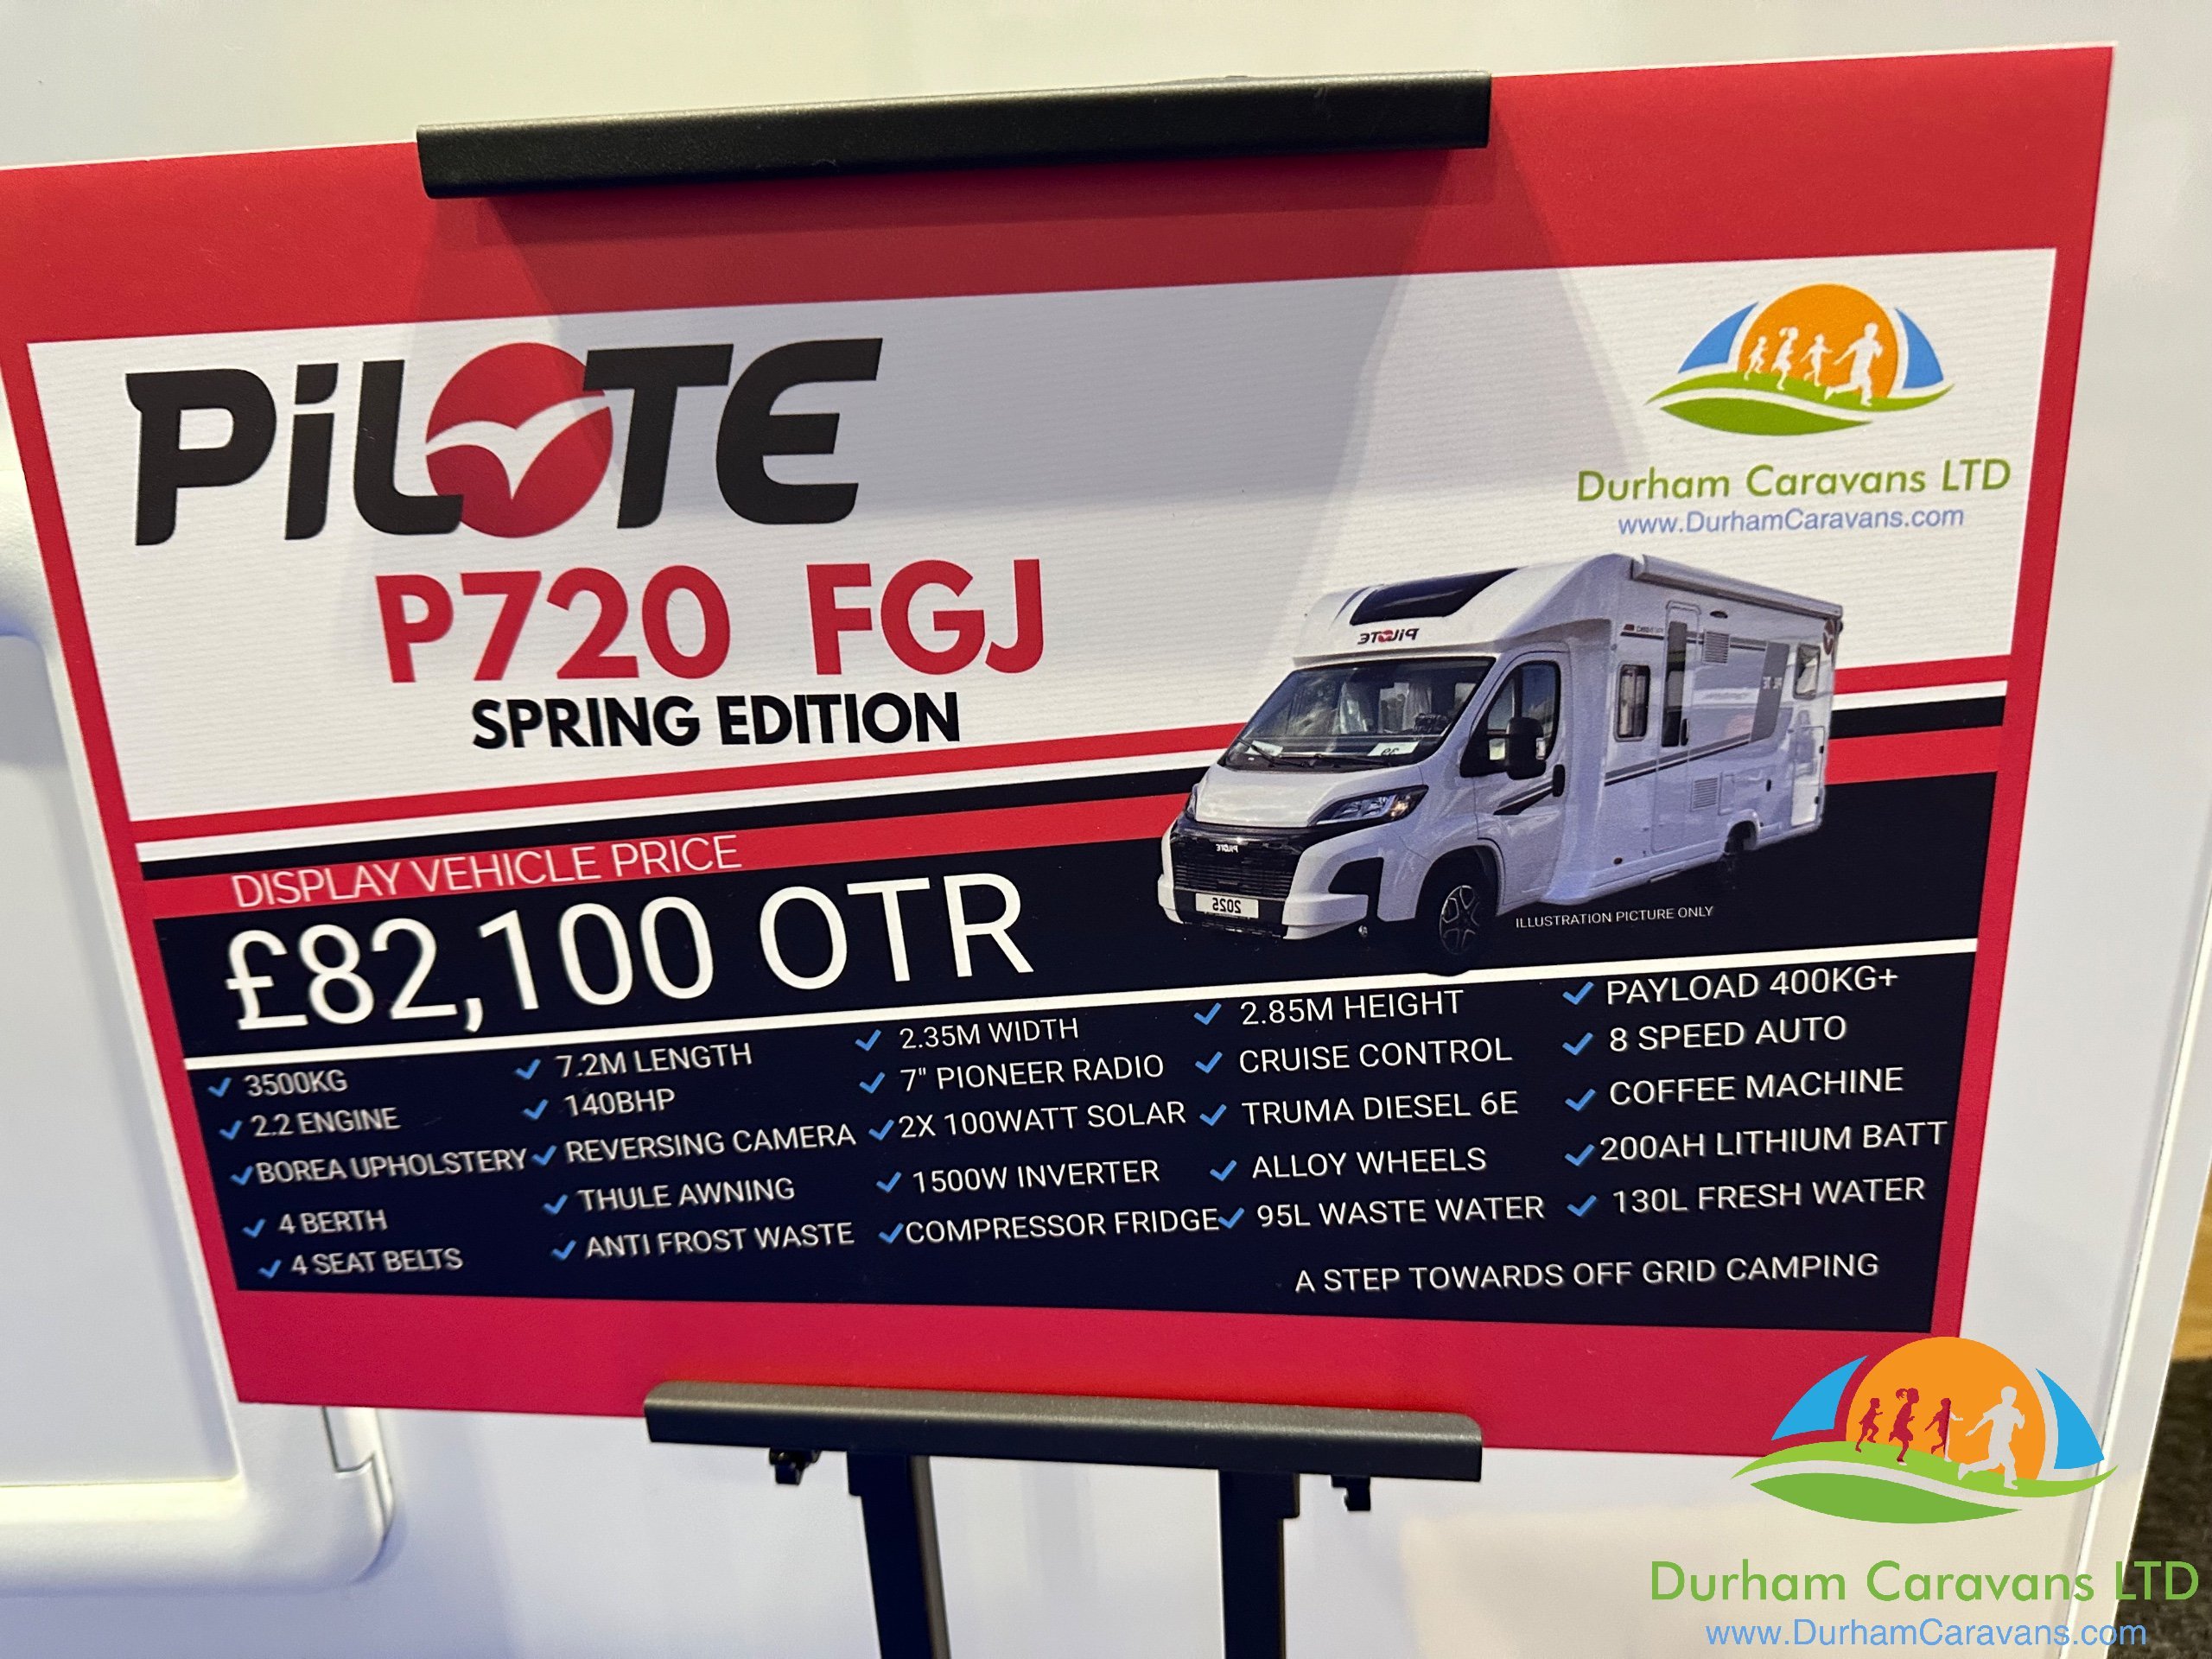 PiLOTE
P720 FGJ
SPRING EDITION
Durham Caravans LTD
www.DurhamCaravans.com
PiLOTE
PiLOTE
2025
DISPLAY VEHICLE PRICE
£82,100 OTR
ILLUSTRATION PICTURE ONLY
✓ 3500KG
✓ 2.2 ENGINE
✓ BOREA UPHOLSTERY
✓ 4 BERTH
✓ 4 SEAT BELTS
✓ 7.2M LENGTH
✓ 140BHP
✓ REVERSING CAMERA
✓ THULE AWNING
✓ ANTI FROST WASTE
✓ 2.35M WIDTH
✓ 7" PIONEER RADIO
✓ 2X 100WATT SOLAR
✓ 1500W INVERTER
✓ COMPRESSOR FRIDGE
✓ 2.85M HEIGHT
✓ CRUISE CONTROL
✓ TRUMA DIESEL 6E
✓ ALLOY WHEELS
✓ 95L WASTE WATER
✓ PAYLOAD 400KG+
✓ 8 SPEED AUTO
✓ COFFEE MACHINE
✓ 200AH LITHIUM BATT
✓ 130L FRESH WATER
A STEP TOWARDS OFF GRID CAMPING
Durham Caravans LTD
www.DurhamCaravans.com